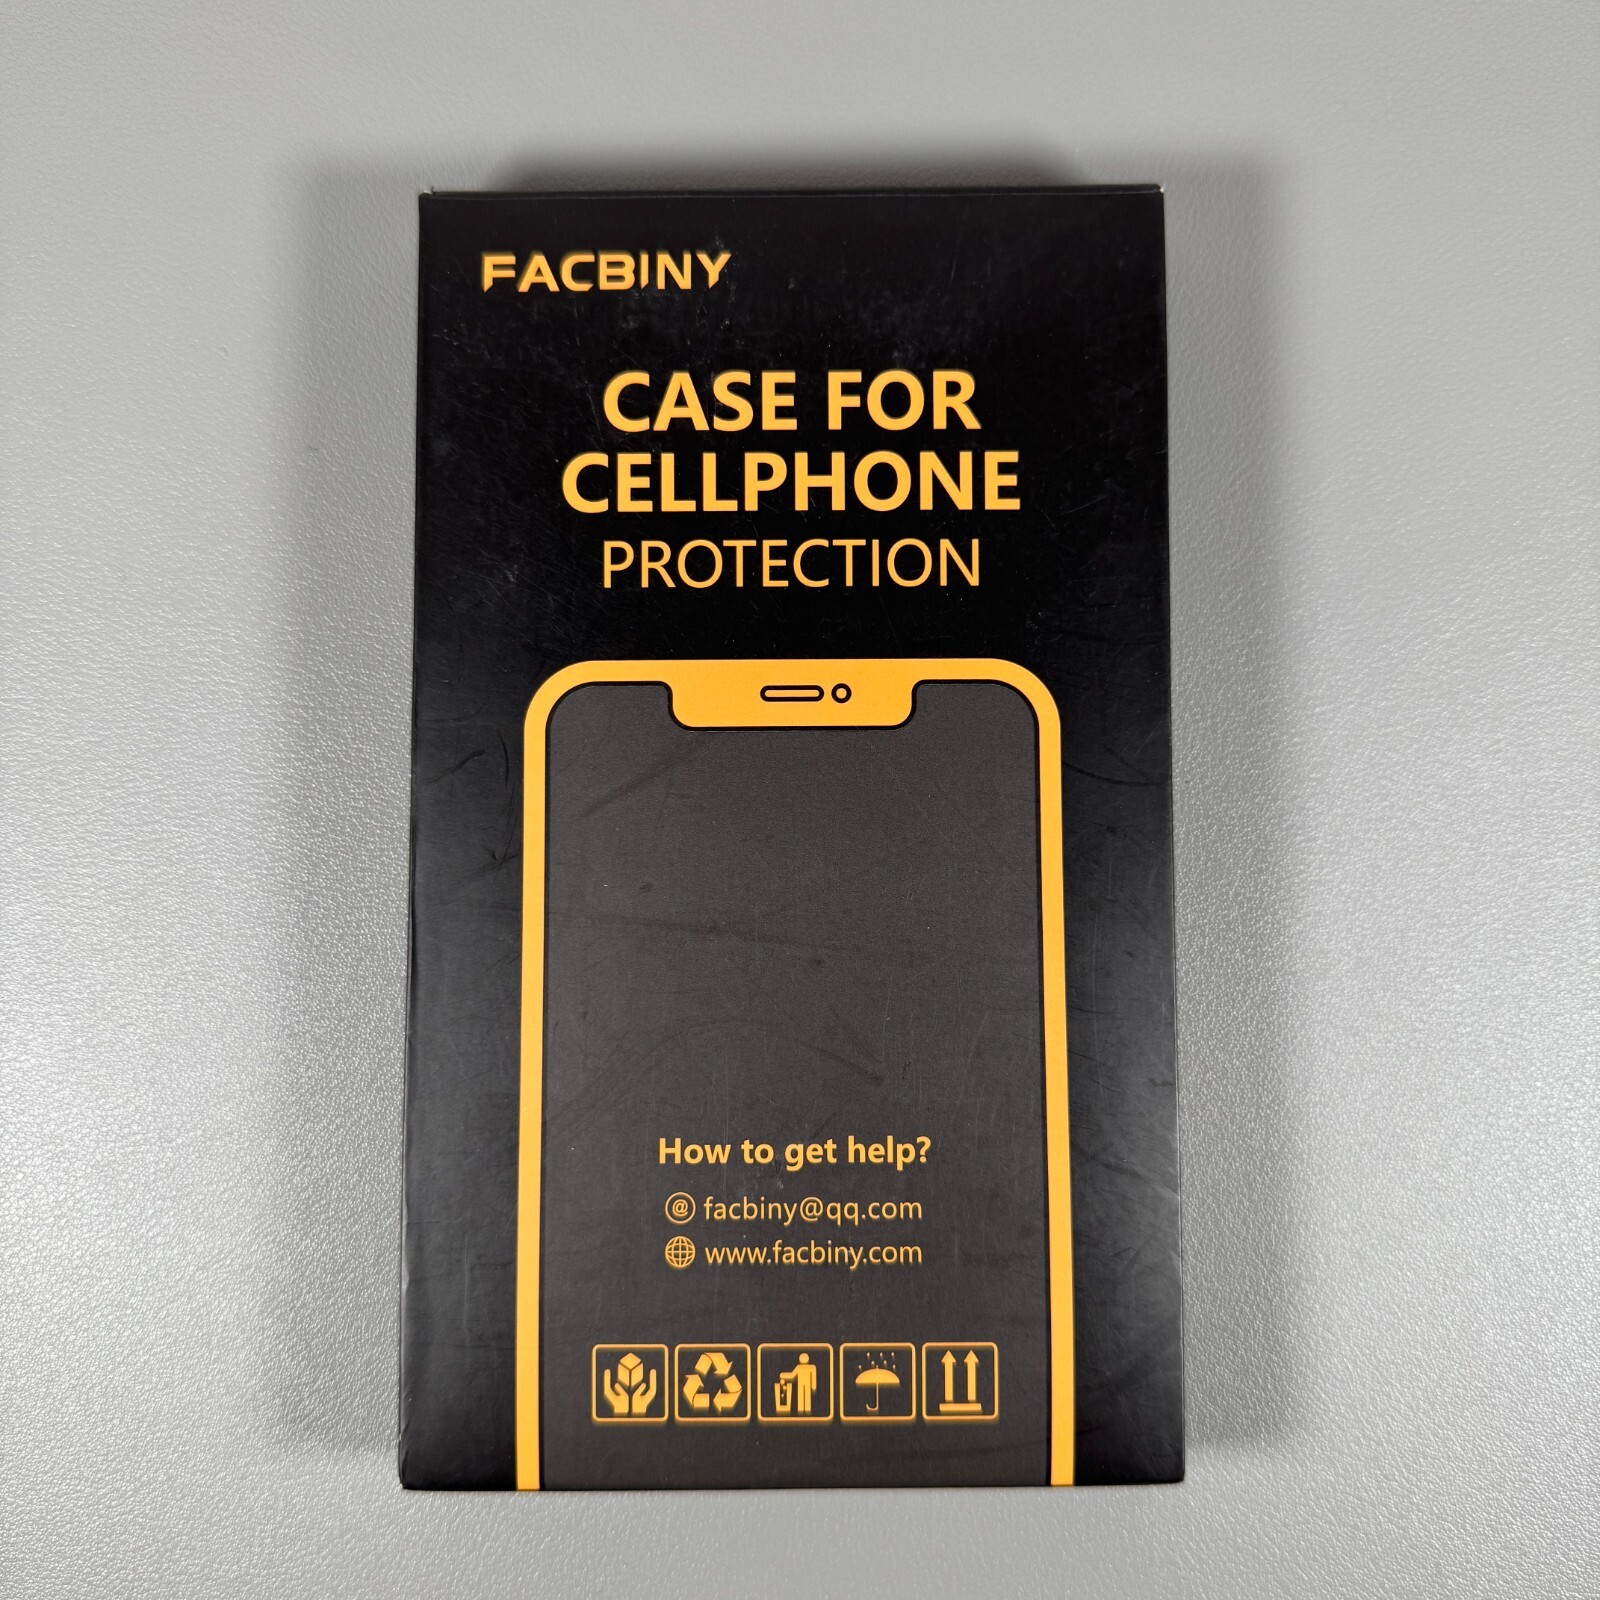 FACBINY
CASE FOR
CELLPHONE
PROTECTION
How to get help?
@ facbiny@qq.com
www.facbiny.com